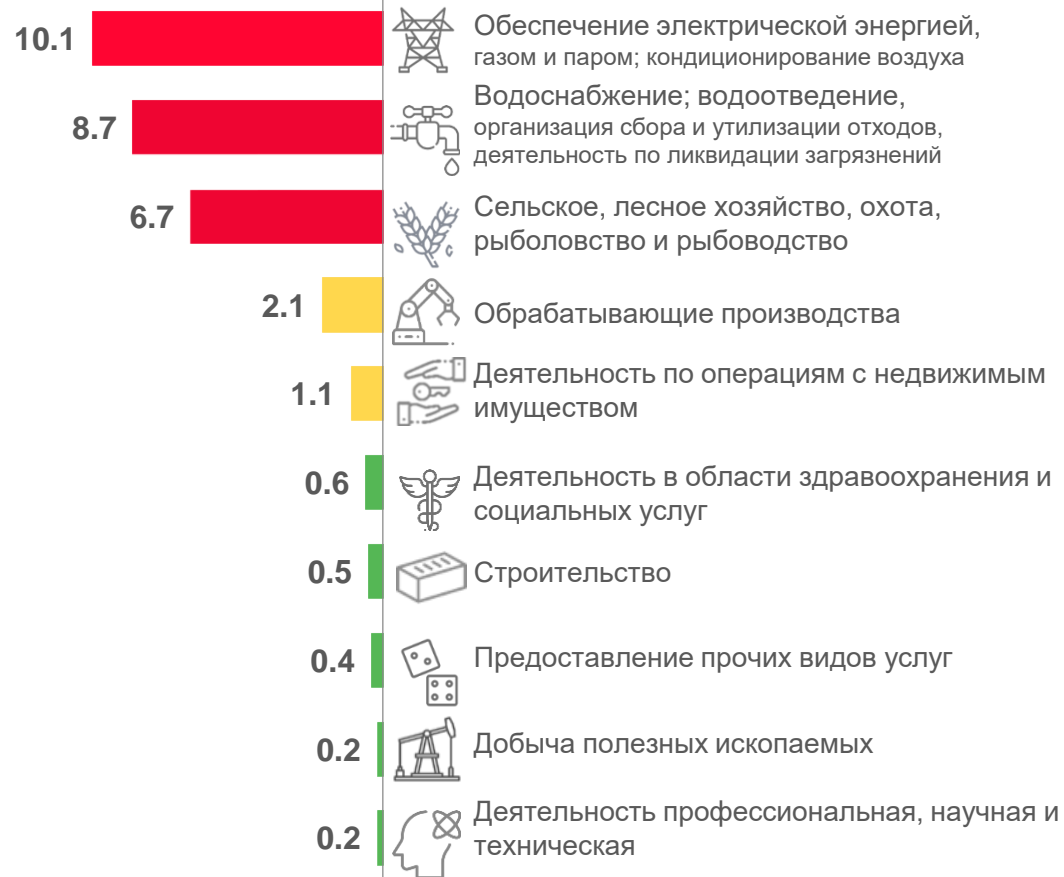 10.1
Обеспечение электрической энергией,
газом и паром; кондиционирование воздуха
8.7
Водоснабжение; водоотведение,
организация сбора и утилизации отходов,
деятельность по ликвидации загрязнений
6.7
Сельское, лесное хозяйство, охота,
рыболовство и рыбоводство
2.1
Обрабатывающие производства
1.1
Деятельность по операциям с недвижимым
имуществом
0.6
Деятельность в области здравоохранения и
социальных услуг
0.5
Строительство
0.4
Предоставление прочих видов услуг
0.2
Добыча полезных ископаемых
0.2
Деятельность профессиональная, научная и
техническая